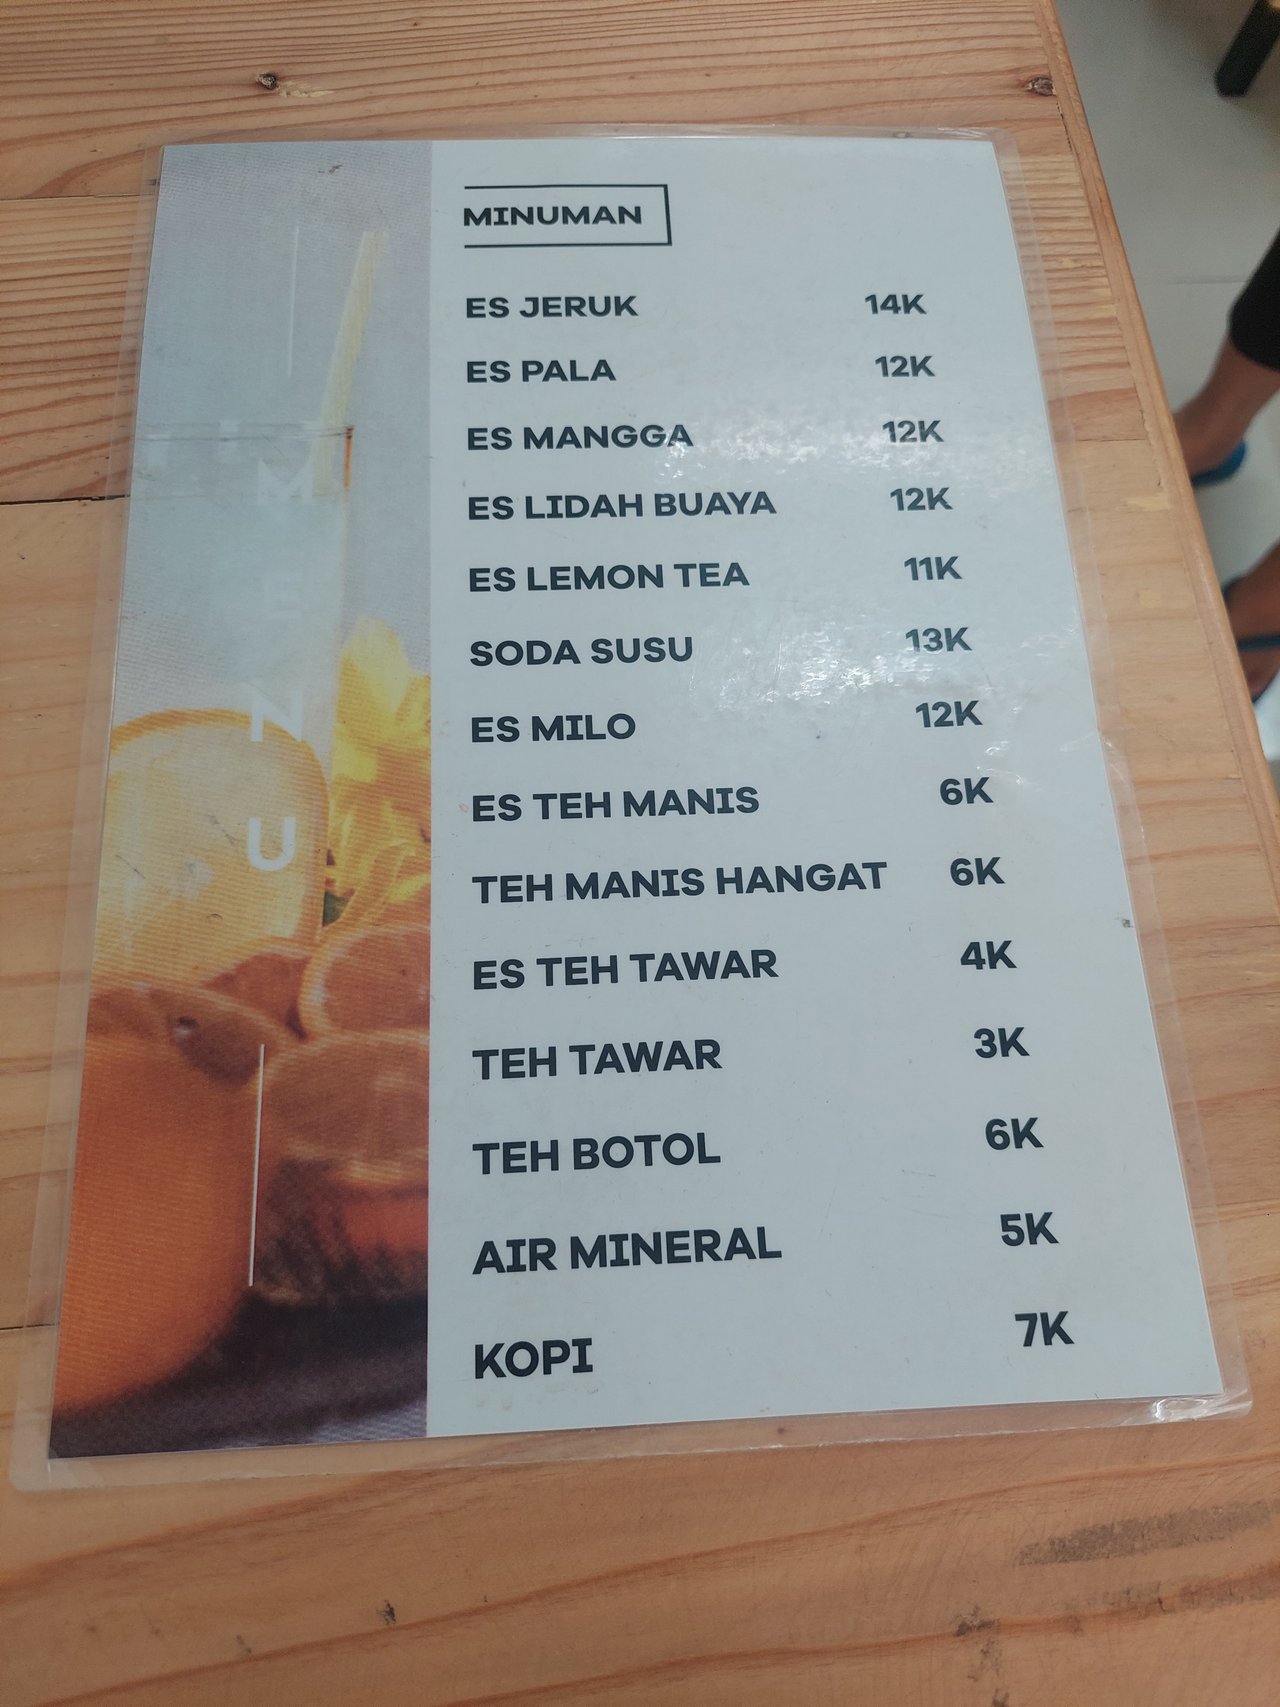 MENU
MINUMAN
ES JERUK 14K
ES PALA 12K
ES MANGGA 12K
ES LIDAH BUAYA 12K
ES LEMON TEA 11K
SODA SUSU 13K
ES MILO 12K
ES TEH MANIS 6K
TEH MANIS HANGAT 6K
ES TEH TAWAR 4K
TEH TAWAR 3K
TEH BOTOL 6K
AIR MINERAL 5K
KOPI 7K